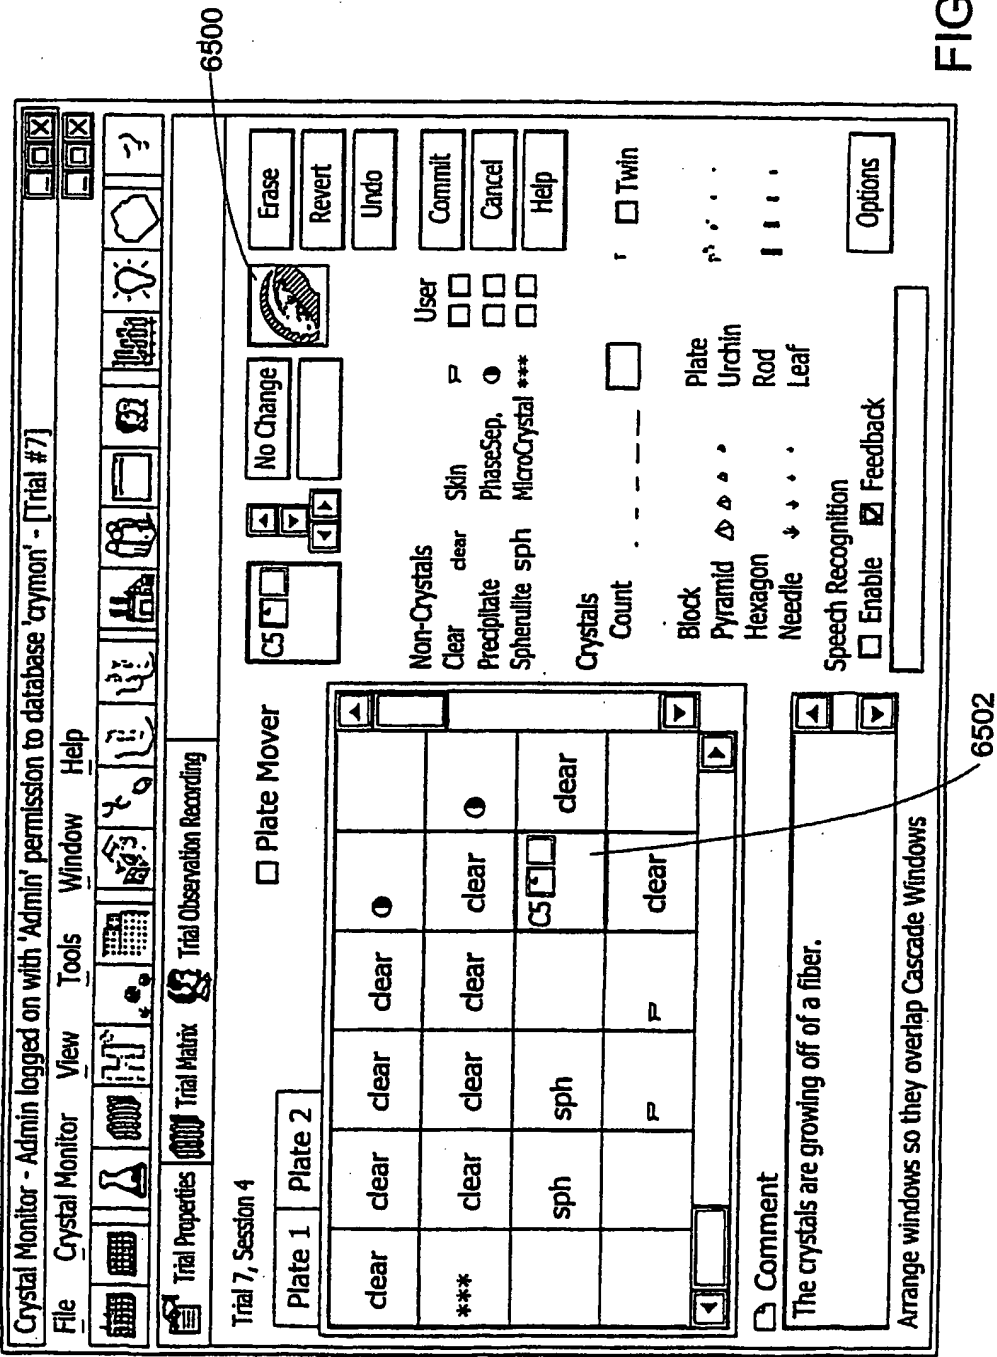 Crystal Monitor - Admin logged on with 'Admin' permission to database 'crymon' - [Trial #7]
File Crystal Monitor View Tools Window Help
Trial Properties Trial Matrix Trial Observation Recording
Trial 7, Session 4
Plate Mover
Plate 1 Plate 2
clear clear clear clear
*** clear clear clear clear
sph sph C5 clear
clear
Comment
The crystals are growing off of a fiber.
Arrange windows so they overlap Cascade Windows
C5
No Change
Erase
Revert
Undo
Non-Crystals
User
Clear clear Skin
Precipitate PhaseSep.
Spherulite sph MicroCrystal ***
Commit
Cancel
Help
Crystals
Count
Twin
Block Plate
Pyramid Urchin
Hexagon Rod
Needle Leaf
Speech Recognition
Enable Feedback
Options
6500
6502
FIG